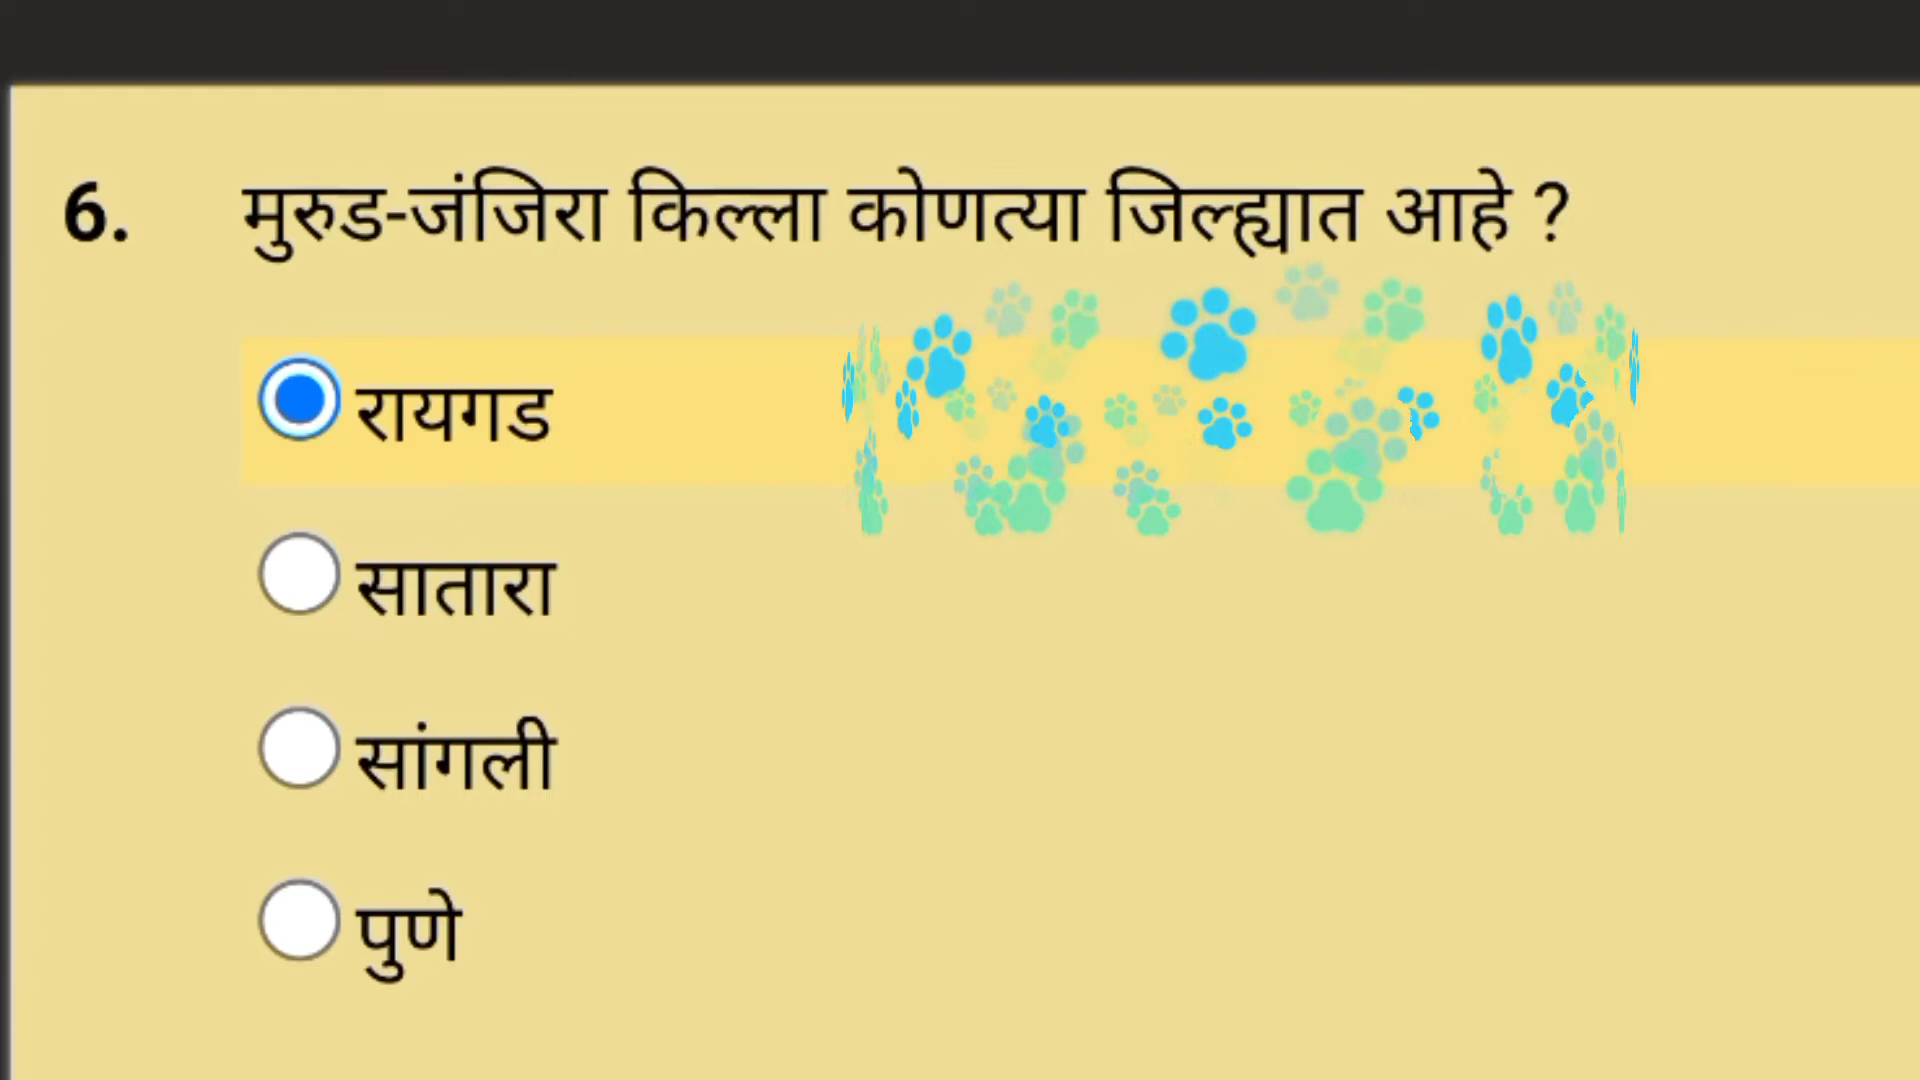 6. मुरुड-जंजिरा किल्ला कोणत्या जिल्ह्यात आहे ?
रायगड
सातारा
सांगली
पुणे